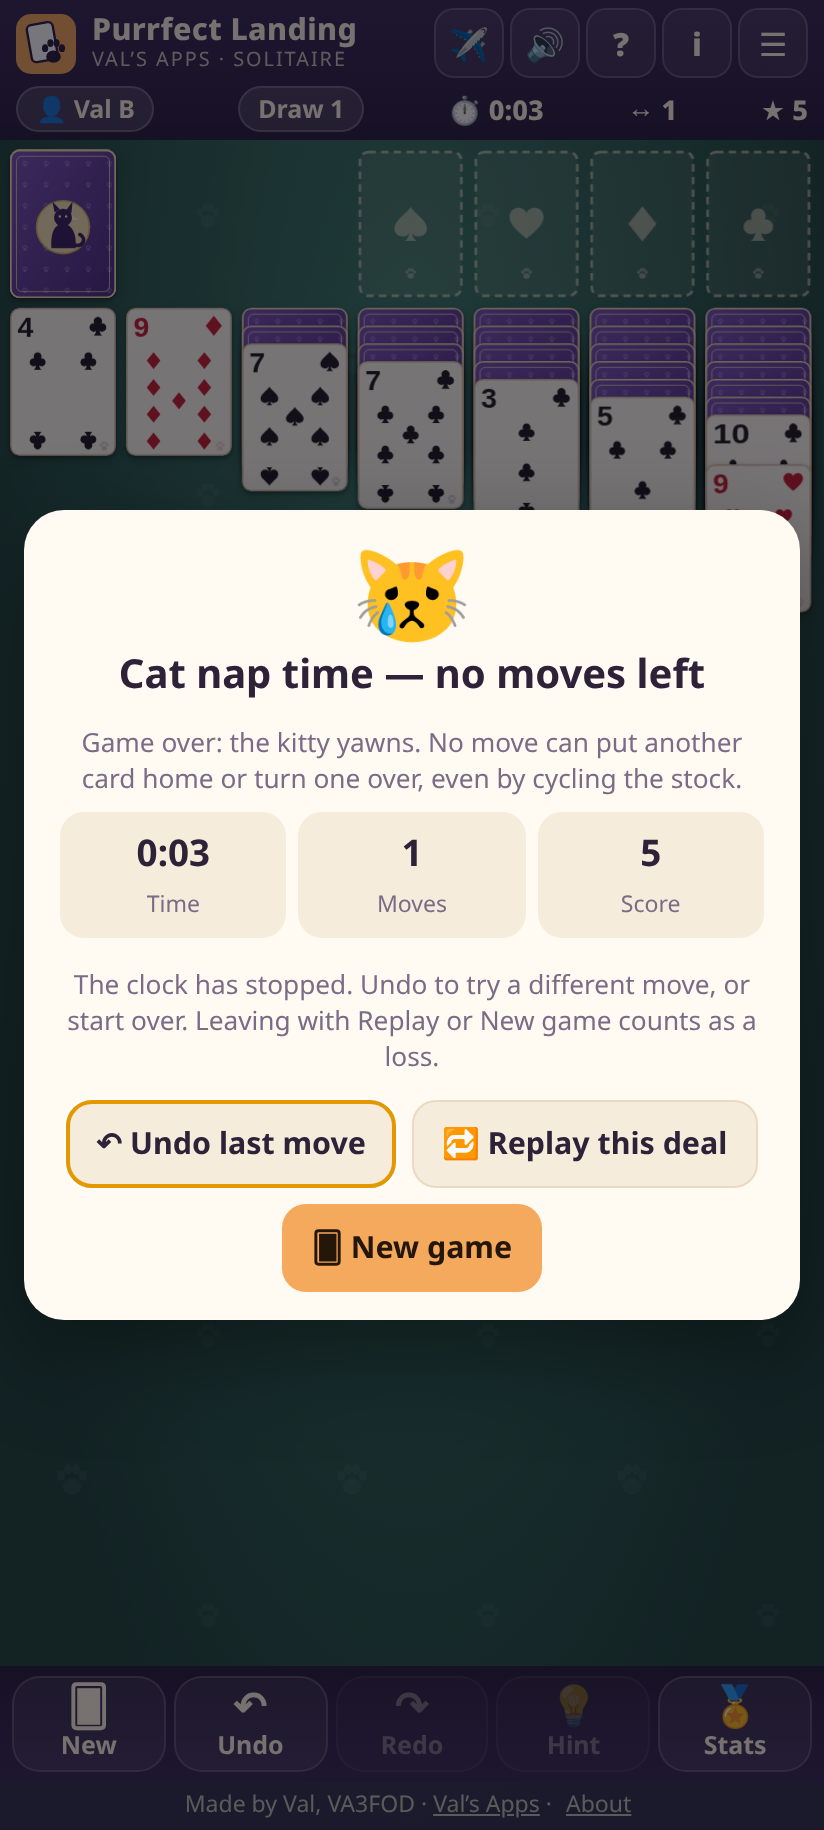 Purrfect Landing
VAL'S APPS · SOLITAIRE
? i ☰
Val B
Draw 1
0:03
↔ 1
★ 5
4
9
7
7
3
5
10
9
Cat nap time — no moves left
Game over: the kitty yawns. No move can put another
card home or turn one over, even by cycling the stock.
0:03
Time
1
Moves
5
Score
The clock has stopped. Undo to try a different move, or
start over. Leaving with Replay or New game counts as a
loss.
↶ Undo last move
Replay this deal
New game
New
Undo
Redo
Hint
Stats
Made by Val, VA3FOD · Val’s Apps · About